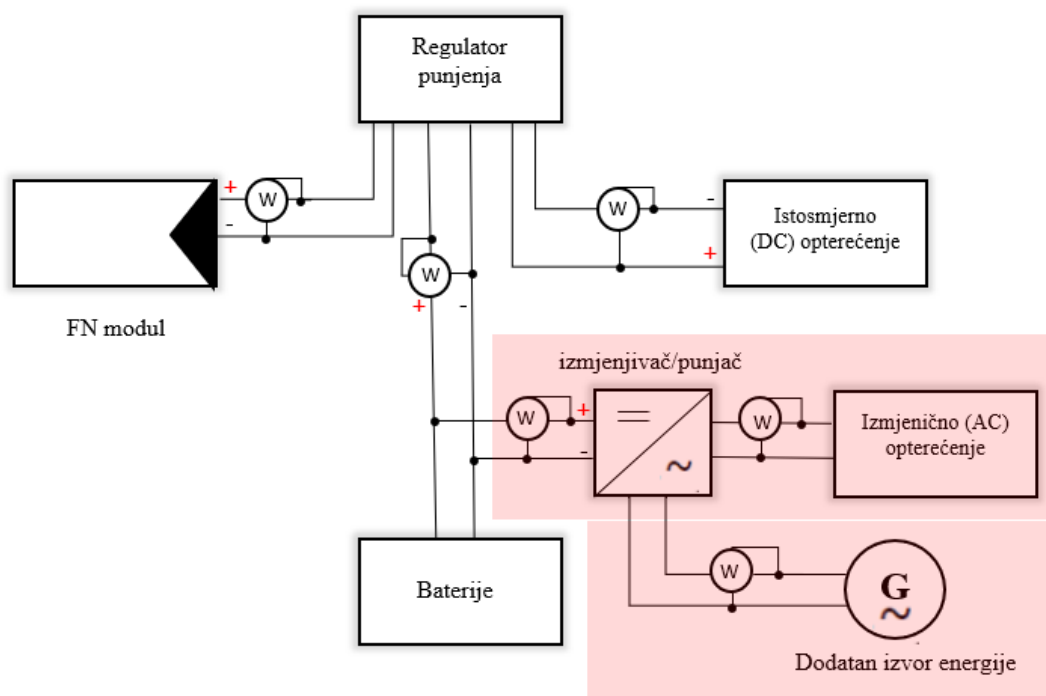 Regulator
punjenja
+
W
-
FN modul
W
-
+
Istosmjerno
(DC) opterećenje
W
+
-
izmjenjivač/punjač
W
+
-
=
~
W
Izmjenično (AC)
opterećenje
Baterije
W
G
~
Dodatan izvor energije